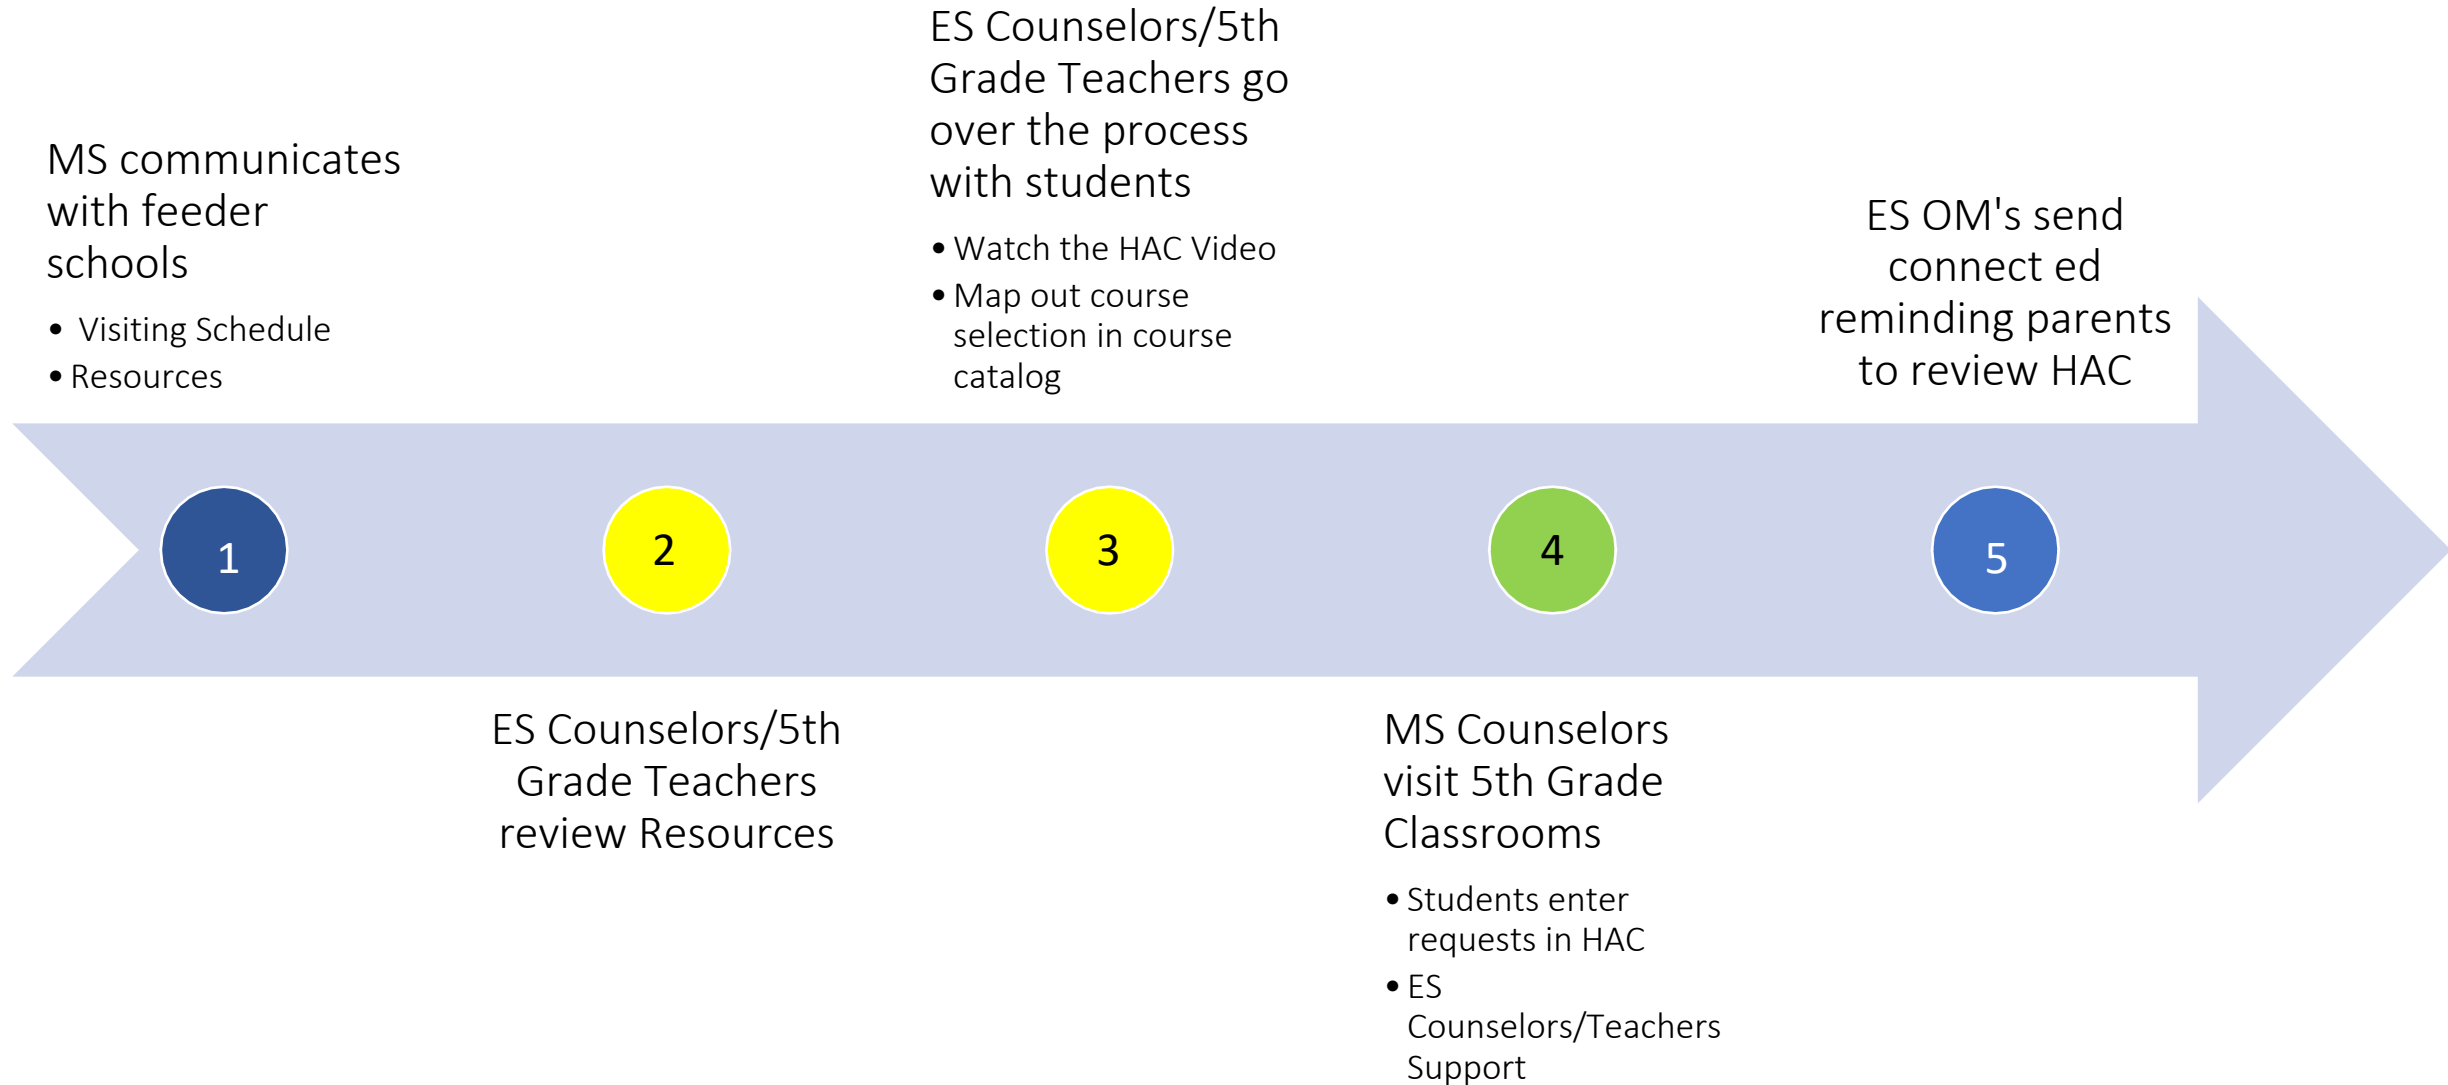 MS communicates
with feeder
schools
• Visiting Schedule
• Resources
1
ES Counselors/5th
Grade Teachers
review Resources
2
ES Counselors/5th
Grade Teachers go
over the process
with students
• Watch the HAC Video
• Map out course
selection in course
catalog
3
MS Counselors
visit 5th Grade
Classrooms
• Students enter
requests in HAC
• ES
Counselors/Teachers
Support
4
ES OM's send
connect ed
reminding parents
to review HAC
5